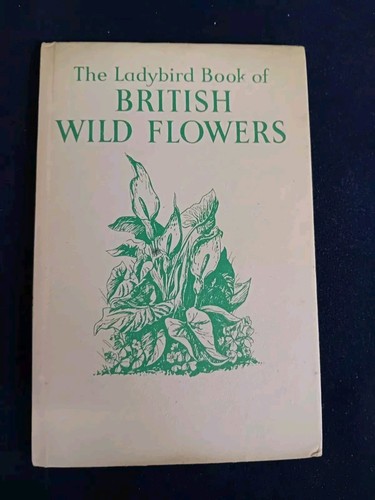 The Ladybird Book of
BRITISH
WILD FLOWERS